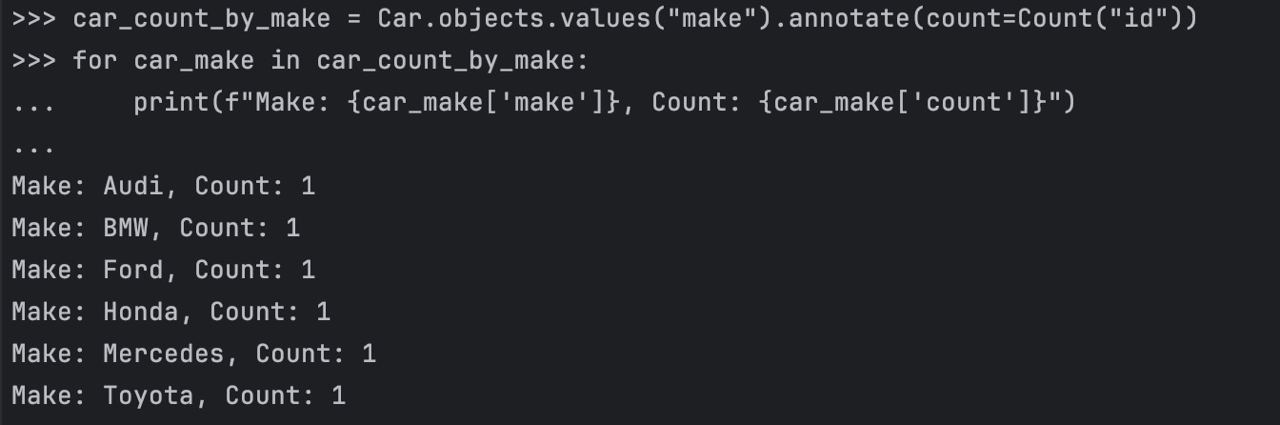 >>> car_count_by_make = Car.objects.values("make").annotate(count=Count("id"))
>>> for car_make in car_count_by_make:
...     print(f"Make: {car_make['make']}, Count: {car_make['count']}")
...
Make: Audi, Count: 1
Make: BMW, Count: 1
Make: Ford, Count: 1
Make: Honda, Count: 1
Make: Mercedes, Count: 1
Make: Toyota, Count: 1